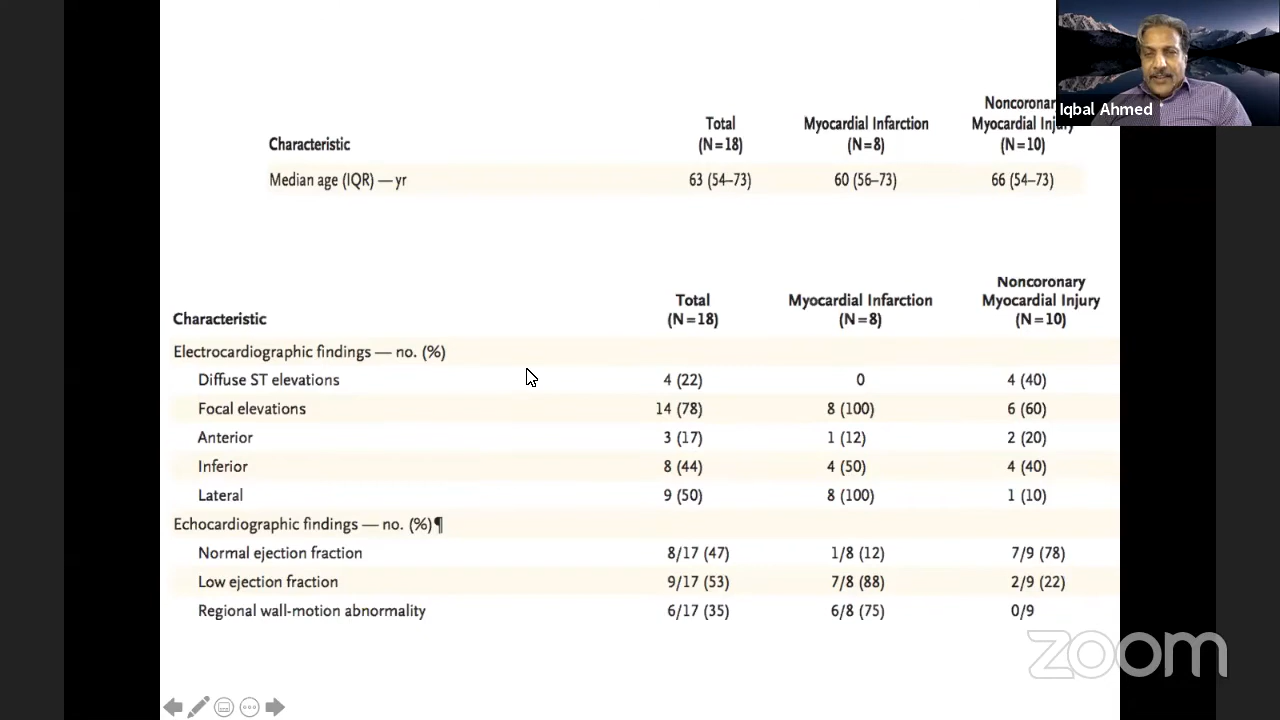 Iqbal Ahmed
Noncoronary
Total Myocardial Infarction Myocardial Injury
Characteristic (N=18) (N=8) (N=10)
Median age (IQR) — yr 63 (54–73) 60 (56–73) 66 (54–73)
Noncoronary
Total Myocardial Infarction Myocardial Injury
Characteristic (N=18) (N=8) (N=10)
Electrocardiographic findings — no. (%)
Diffuse ST elevations 4 (22) 0 4 (40)
Focal elevations 14 (78) 8 (100) 6 (60)
Anterior 3 (17) 1 (12) 2 (20)
Inferior 8 (44) 4 (50) 4 (40)
Lateral 9 (50) 8 (100) 1 (10)
Echocardiographic findings — no. (%)¶
Normal ejection fraction 8/17 (47) 1/8 (12) 7/9 (78)
Low ejection fraction 9/17 (53) 7/8 (88) 2/9 (22)
Regional wall-motion abnormality 6/17 (35) 6/8 (75) 0/9
zoom